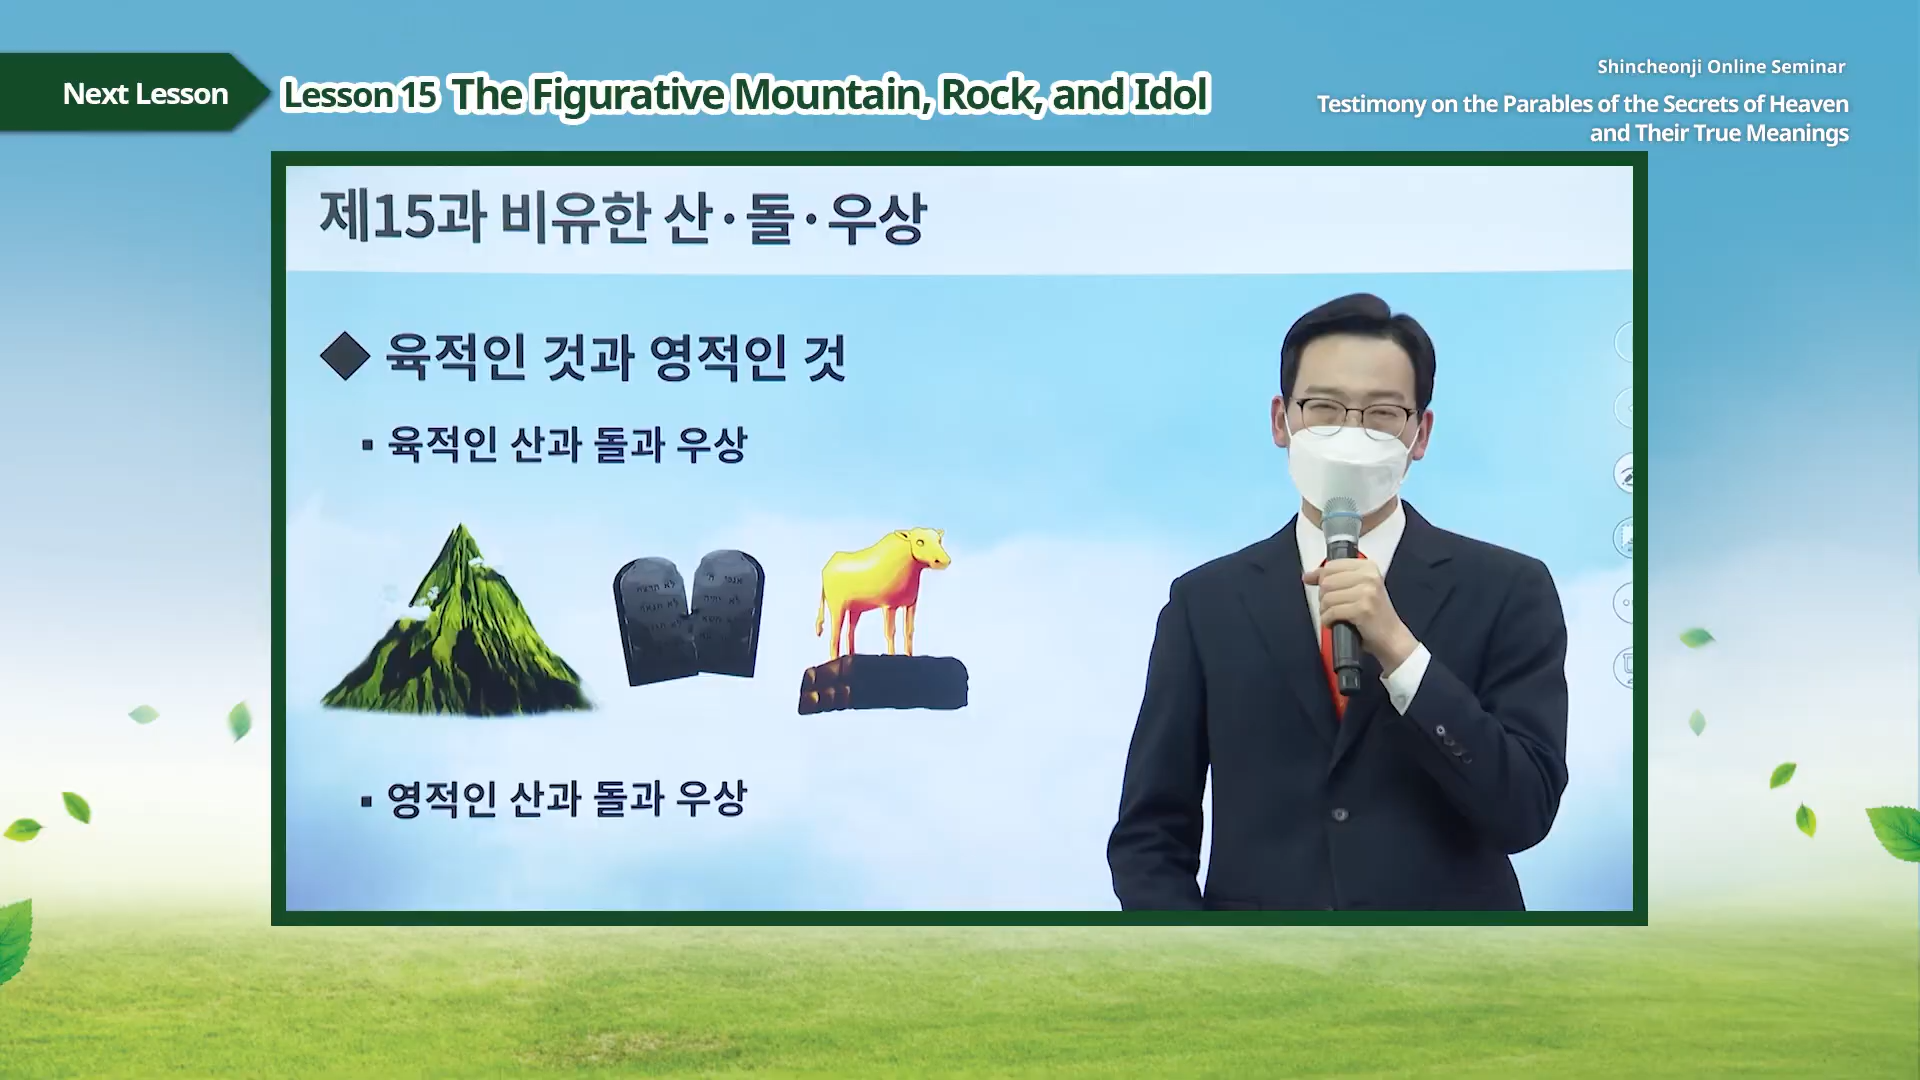 Next Lesson
Lesson 15 The Figurative Mountain, Rock, and Idol
Shincheonji Online Seminar
Testimony on the Parables of the Secrets of Heaven
and Their True Meanings
제15과 비유한 산·돌·우상
◆ 육적인 것과 영적인 것
▪ 육적인 산과 돌과 우상
▪ 영적인 산과 돌과 우상